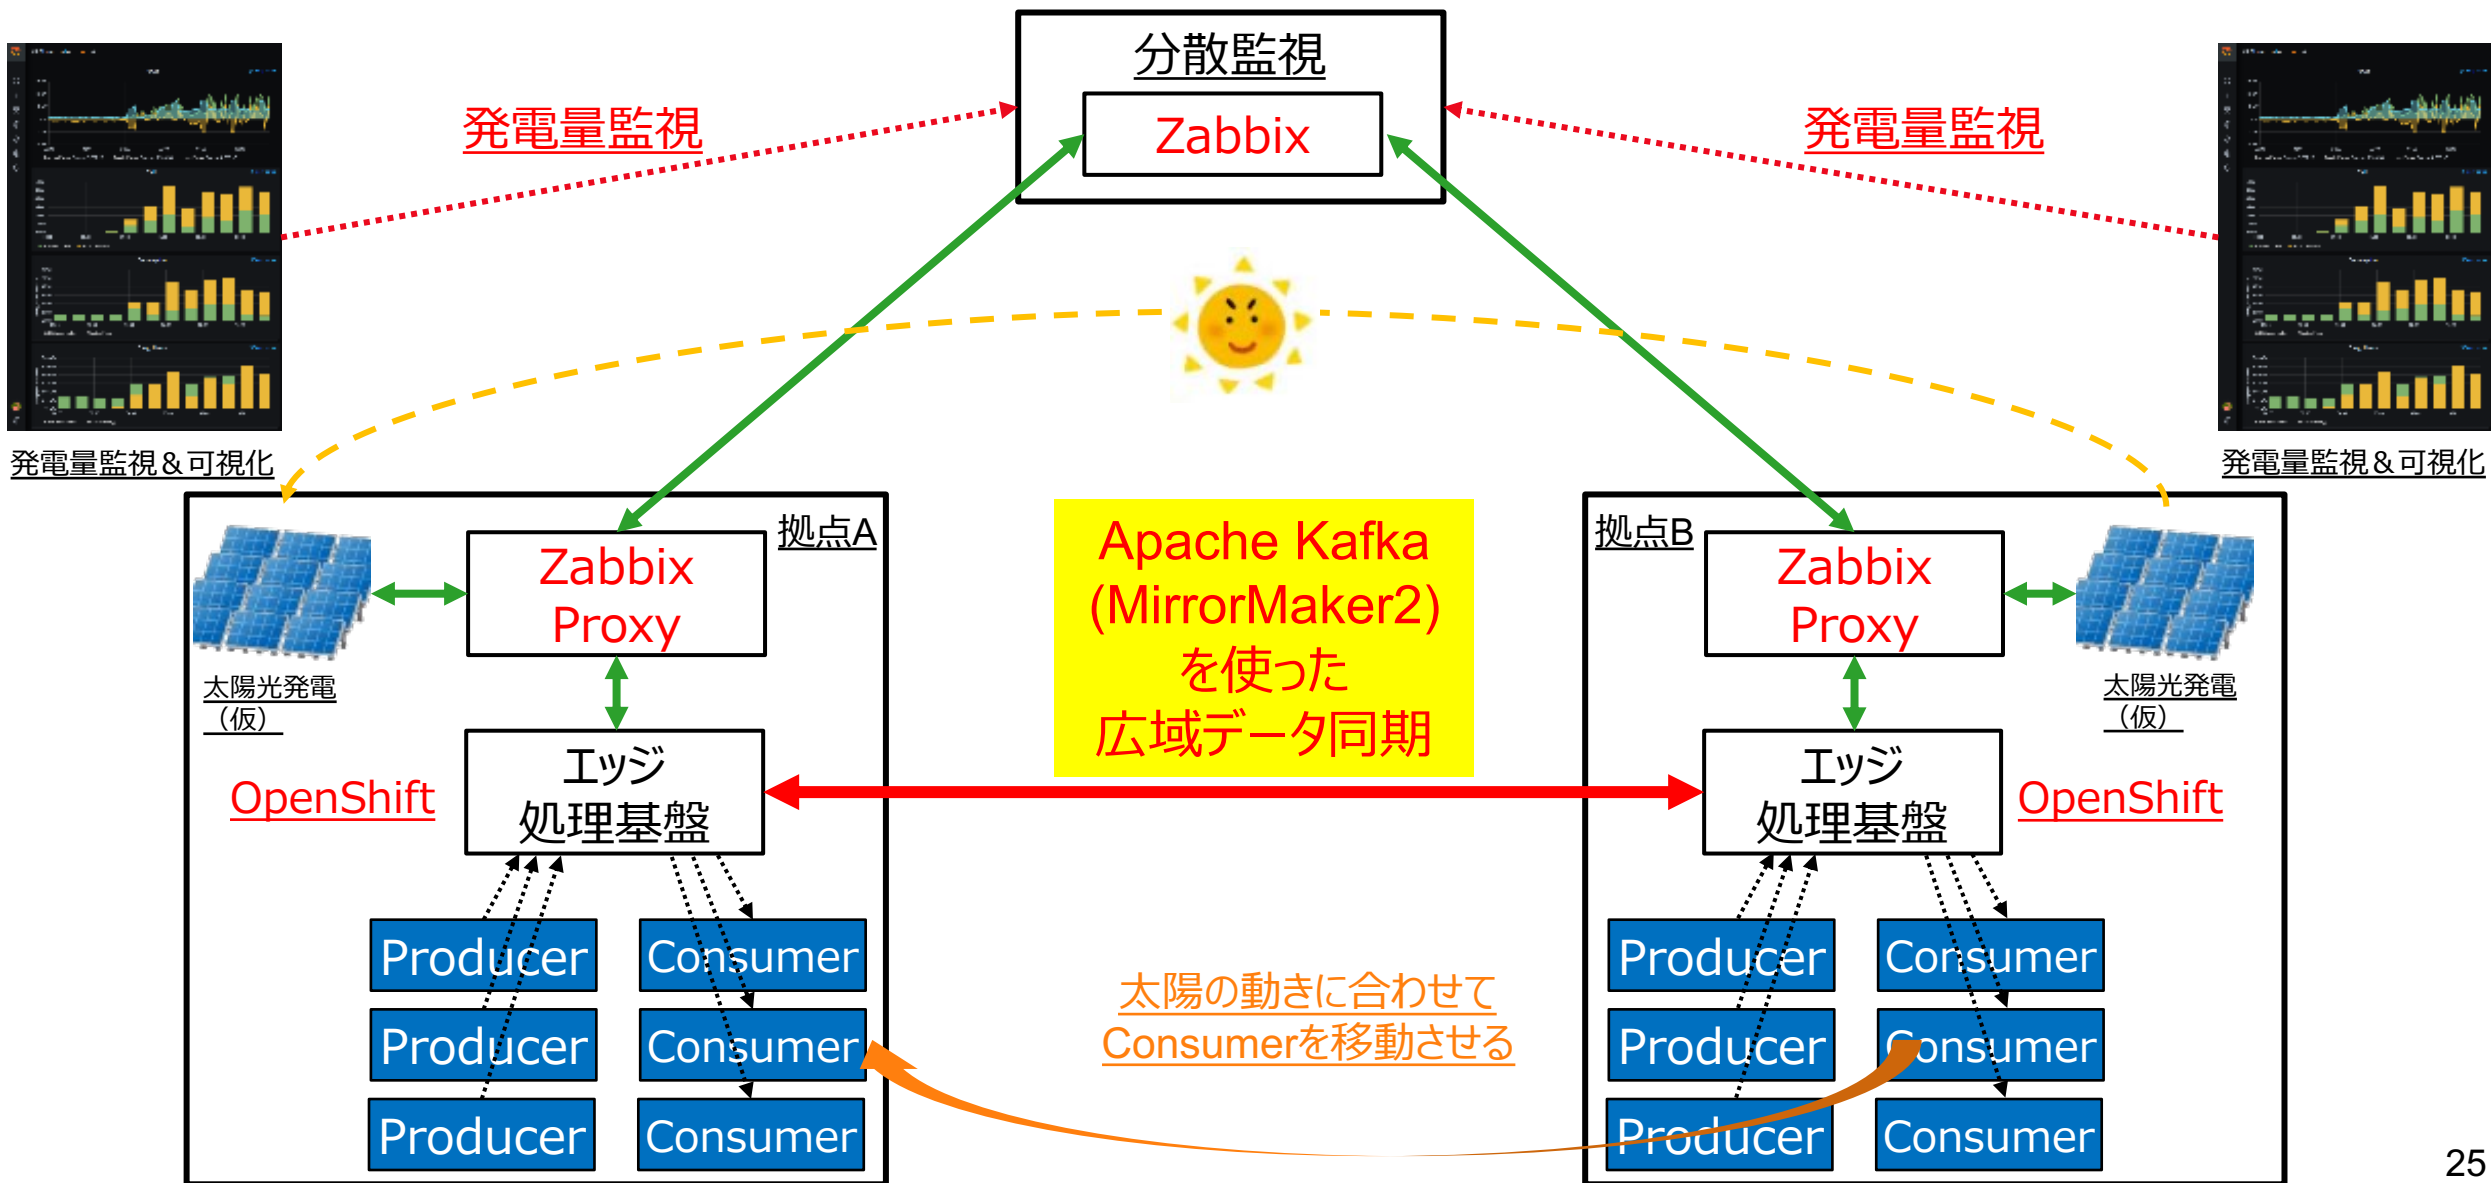 分散監視
Zabbix
発電量監視
発電量監視
発電量監視＆可視化
発電量監視＆可視化
拠点A
Zabbix
Proxy
太陽光発電
（仮）
エッジ
処理基盤
OpenShift
Producer
Consumer
Producer
Consumer
Producer
Consumer
Apache Kafka
(MirrorMaker2)
を使った
広域データ同期
太陽の動きに合わせて
Consumerを移動させる
拠点B
Zabbix
Proxy
太陽光発電
（仮）
エッジ
処理基盤
OpenShift
Producer
Consumer
Producer
Consumer
Producer
Consumer
25